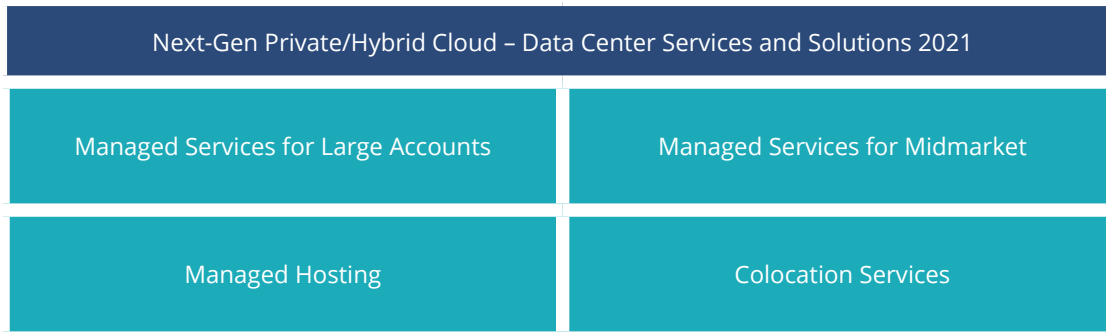 Next-Gen Private/Hybrid Cloud – Data Center Services and Solutions 2021
Managed Services for Large Accounts
Managed Services for Midmarket
Managed Hosting
Colocation Services